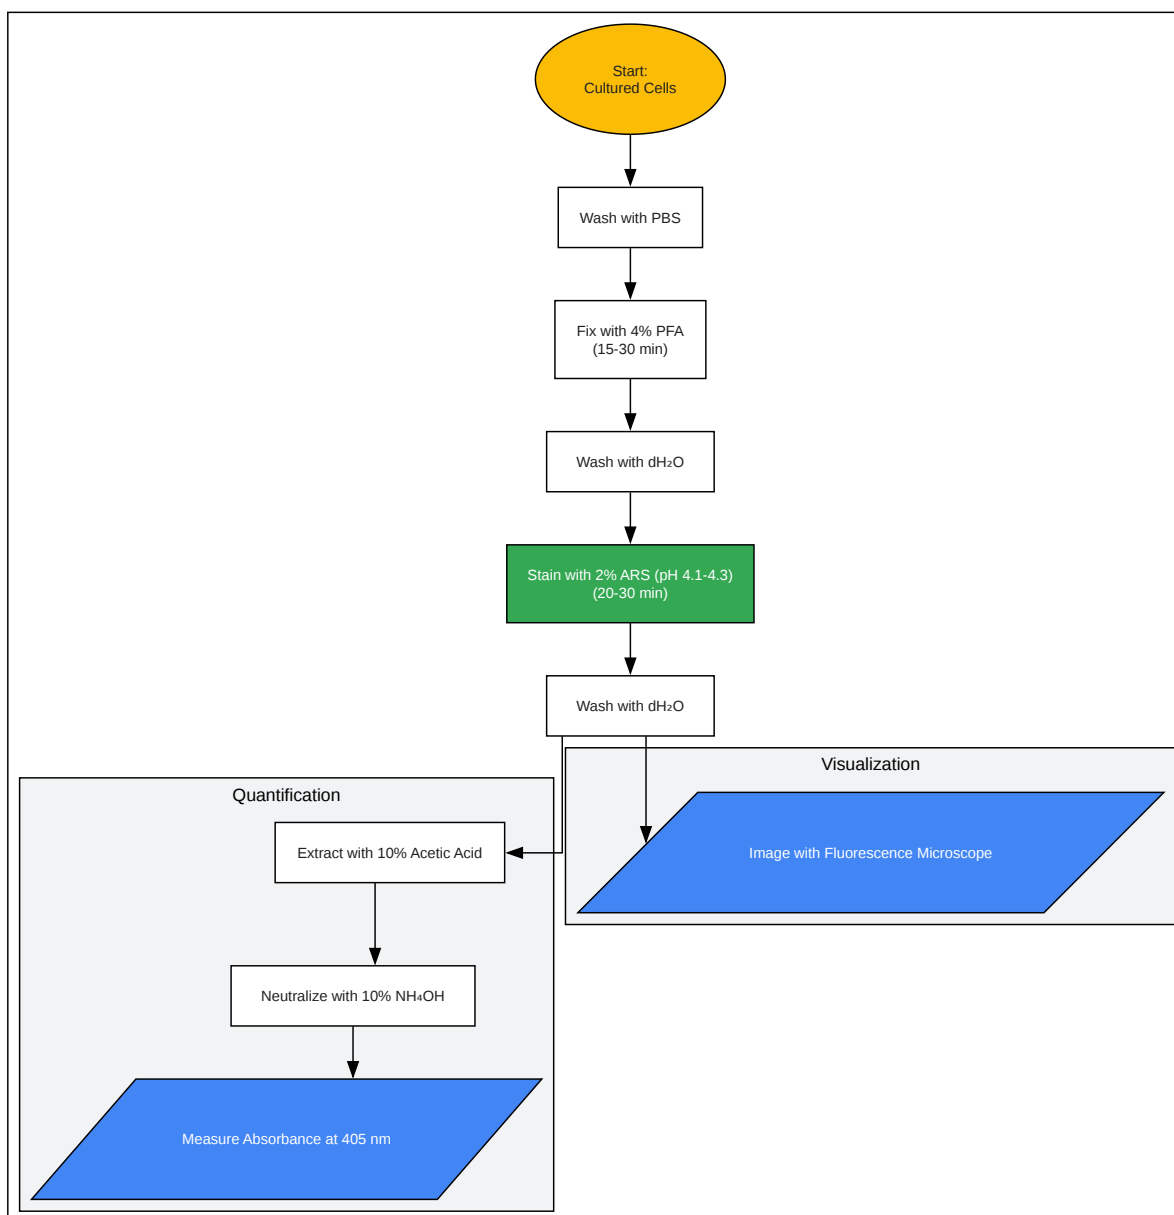 Start:
Cultured Cells
Wash with PBS
Fix with 4% PFA
(15-30 min)
Wash with dH₂O
Stain with 2% ARS (pH 4.1-4.3)
(20-30 min)
Wash with dH₂O
Visualization
Image with Fluorescence Microscope
Quantification
Extract with 10% Acetic Acid
Neutralize with 10% NH₄OH
Measure Absorbance at 405 nm